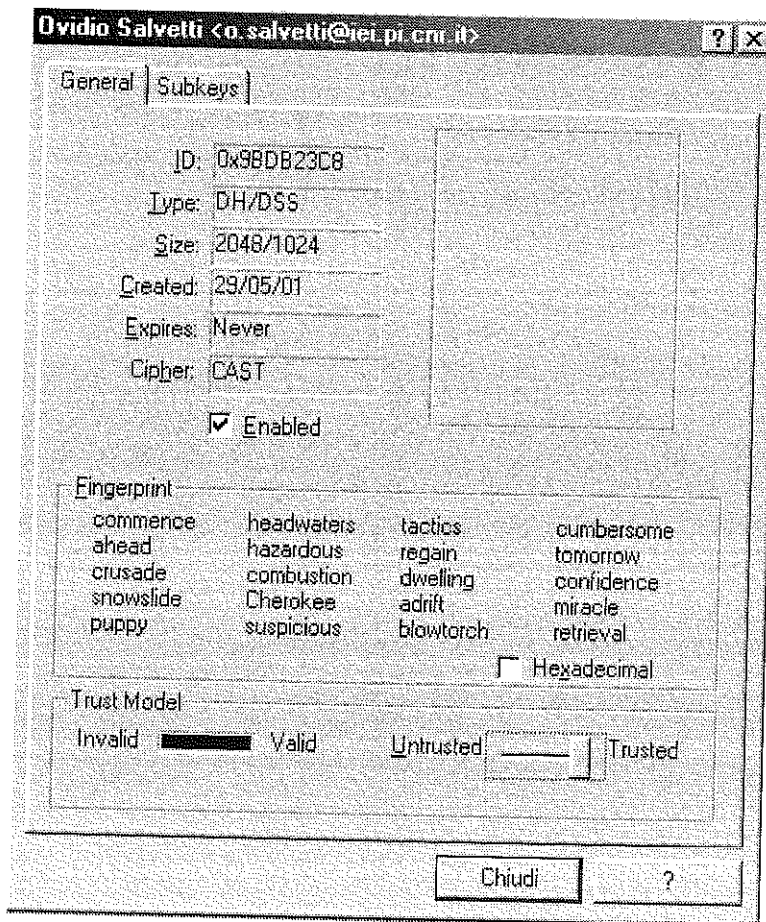 Ovidio Salvetti <o.salvetti@iei.pi.cnr.it> ? ×
General Subkeys
ID: 0x9BDB23C8
Type: DH/DSS
Size: 2048/1024
Created: 29/05/01
Expires: Never
Cipher: CAST
Enabled
Fingerprint
commence headwaters tactics cumbersome
ahead hazardous regain tomorrow
crusade combustion dwelling confidence
snowslide Cherokee adrift miracle
puppy suspicious blowtorch retrieval
Hexadecimal
Trust Model
Invalid Valid Untrusted Trusted
Chiudi ?